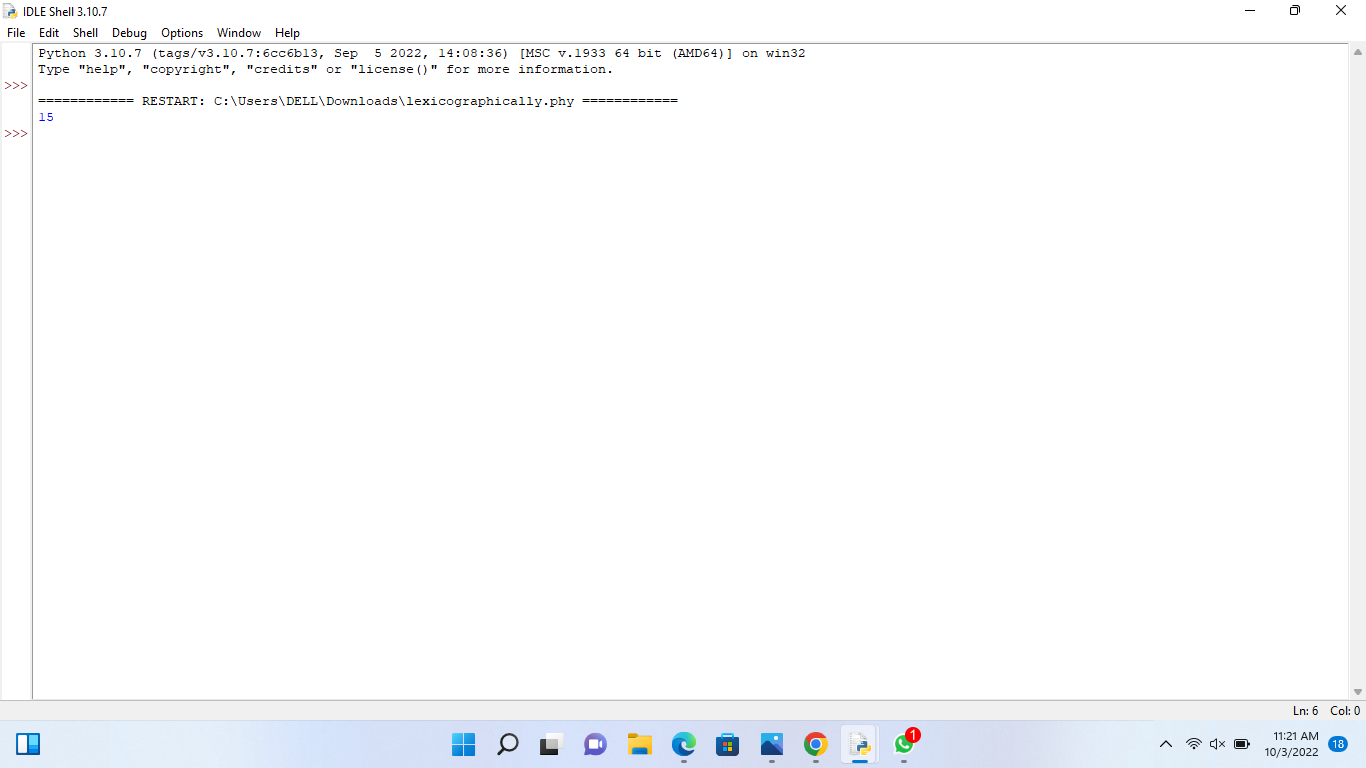 IDLE Shell 3.10.7
File Edit Shell Debug Options Window Help
Python 3.10.7 (tags/v3.10.7:6cc6b13, Sep  5 2022, 14:08:36) [MSC v.1933 64 bit (AMD64)] on win32
Type "help", "copyright", "credits" or "license()" for more information.
>>>
============ RESTART: C:\Users\DELL\Downloads\lexicographically.phy ============
15
>>>
Ln: 6 Col: 0
1
11:21 AM
10/3/2022
18